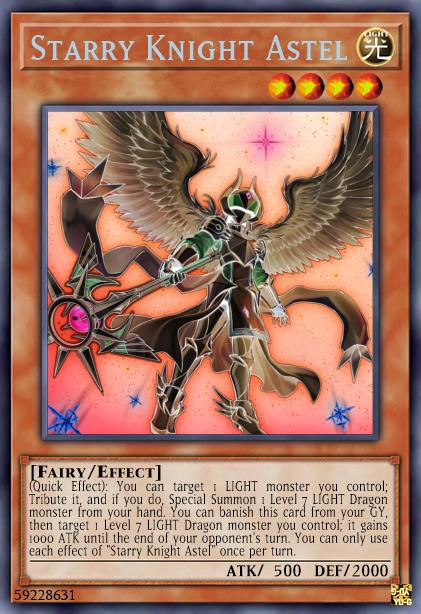 STARRY KNIGHT ASTEL
LIGHT
光
[FAIRY/EFFECT]
(Quick Effect): You can target 1 LIGHT monster you control;
Tribute it, and if you do, Special Summon 1 Level 7 LIGHT Dragon
monster from your hand. You can banish this card from your GY,
then target 1 Level 7 LIGHT Dragon monster you control; it gains
1000 ATK until the end of your opponent's turn. You can only use
each effect of "Starry Knight Astel" once per turn.
ATK/ 500 DEF/2000
59228631